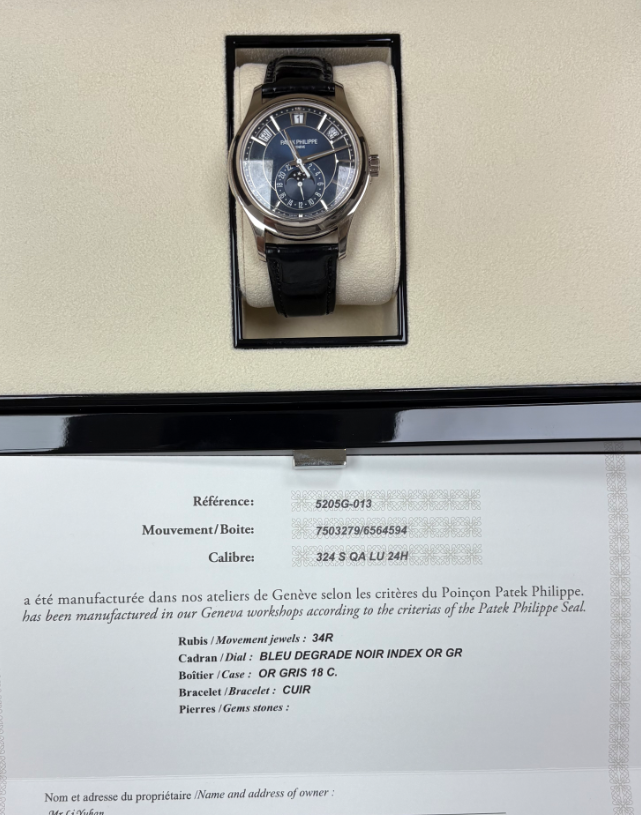 PATEK PHILIPPE
Référence: 5205G-013
Mouvement/Boite: 7503279/6564594
Calibre: 324 S QA LU 24H
a été manufacturée dans nos ateliers de Genève selon les critères du Poinçon Patek Philippe.
has been manufactured in our Geneva workshops according to the criterias of the Patek Philippe Seal.
Rubis / Movement jewels : 34R
Cadran / Dial : BLEU DEGRADE NOIR INDEX OR GR
Boîtier / Case : OR GRIS 18 C.
Bracelet / Bracelet : CUIR
Pierres / Gems stones :
Nom et adresse du propriétaire /Name and address of owner :
Mr Li Yuhan